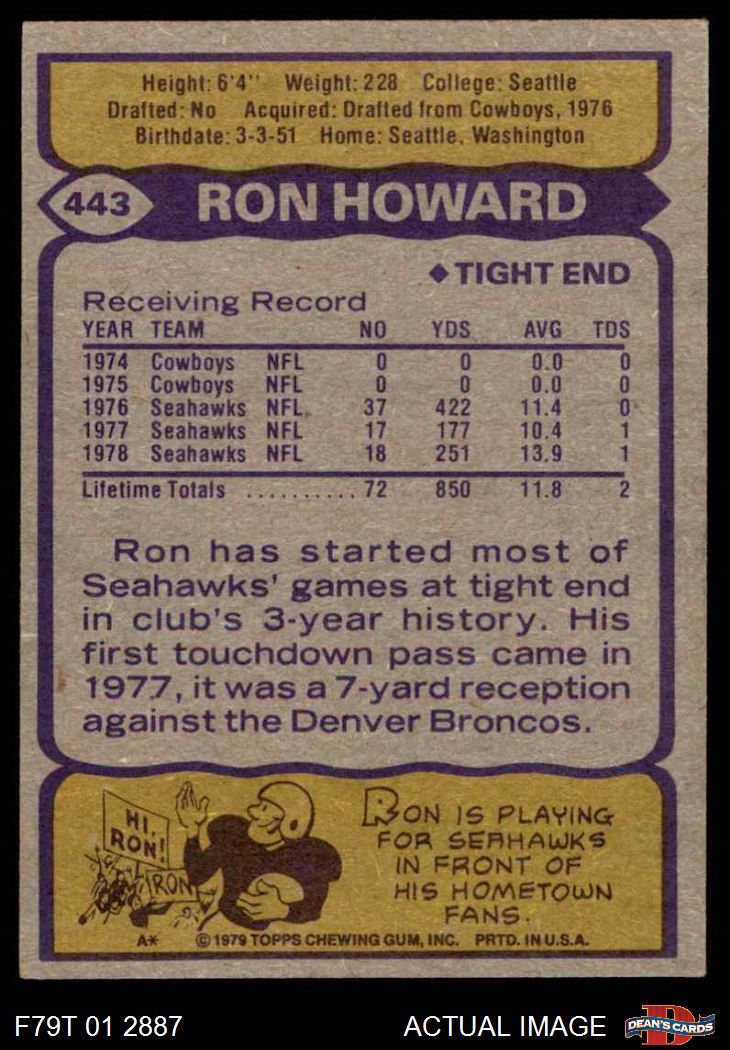 Height: 6'4'' Weight: 228 College: Seattle
Drafted: No Acquired: Drafted from Cowboys, 1976
Birthdate: 3-3-51 Home: Seattle, Washington
443 RON HOWARD
◆ TIGHT END
Receiving Record
YEAR TEAM NO YDS AVG TDS
1974 Cowboys NFL 0 0 0.0 0
1975 Cowboys NFL 0 0 0.0 0
1976 Seahawks NFL 37 422 11.4 0
1977 Seahawks NFL 17 177 10.4 1
1978 Seahawks NFL 18 251 13.9 1
Lifetime Totals .......... 72 850 11.8 2
Ron has started most of
Seahawks' games at tight end
in club's 3-year history. His
first touchdown pass came in
1977, it was a 7-yard reception
against the Denver Broncos.
HI,
RON!
RON
RON IS PLAYING
FOR SEAHAWKS
IN FRONT OF
HIS HOMETOWN
FANS.
A* ©1979 TOPPS CHEWING GUM, INC. PRTD. IN U.S.A.
F79T 01 2887 ACTUAL IMAGE D DEAN'S CARDS